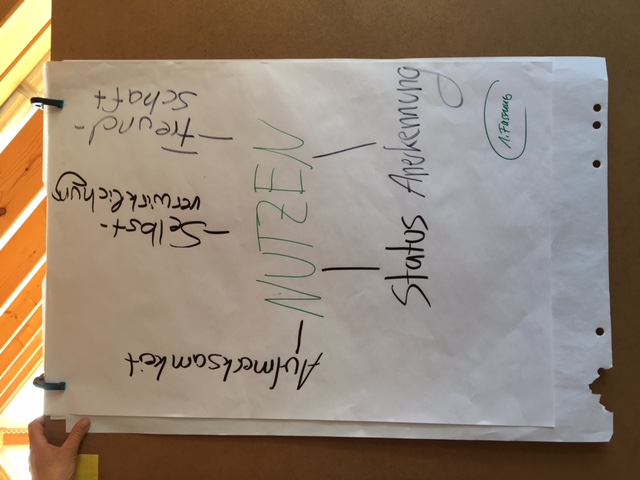 Aufmerksamkeit
Selbst-
verwirklichung
Freund-
schaft
NUTZEN
Status Anerkennung